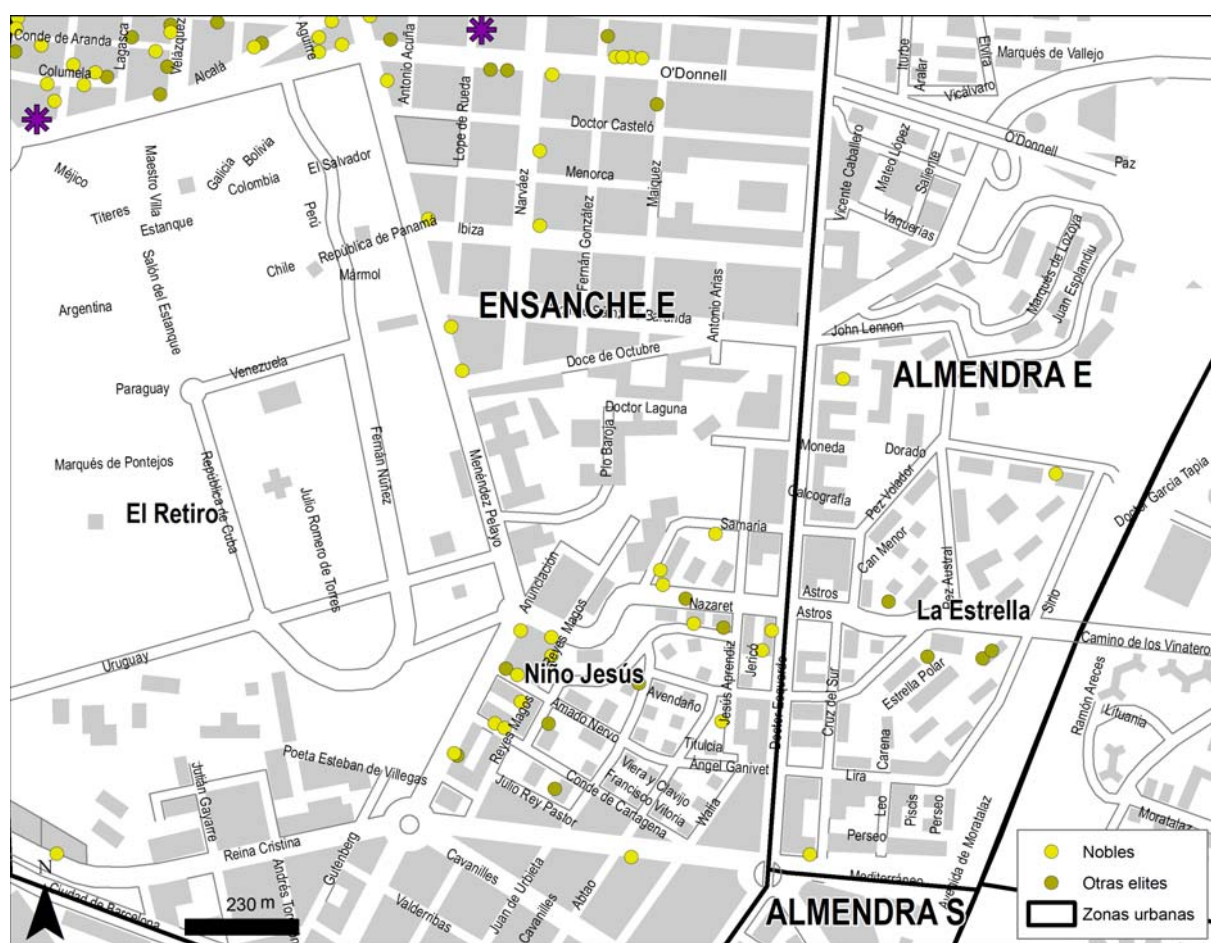 Conde de Aranda
Lagasca
Velázquez
Aguirre
Antonio Acuña
Columela
Alcalá
Lope de Rueda
O'Donnell
Iturbe
Aralar
Elvira
Marqués de Vallejo
Vicálvaro
O'Donnell
Paz
Doctor Casteló
Narváez
Menorca
Maiquez
Vicente Caballero
Mateo López
Saliente
Vaquerías
Méjico
Maestro Villa
Galicia
Bolivia
Colombia
El Salvador
Titeres
Estanque
Perú
República de Panamá
Ibiza
Fernán González
Salón del Estanque
Chile
Mármol
Antonio Arias
Marqués de Lozoya
Juan Esplandiu
Argentina
ENSANCHE E
Baranda
John Lennon
Doce de Octubre
Venezuela
Paraguay
ALMENDRA E
Doctor Laguna
Pío Baroja
Marqués de Pontejos
República de Cuba
El Retiro
Julio Romero de Torres
Fernán Núñez
Menéndez Pelayo
Moneda
Dorado
Calcografía
Pez Volador
Doctor García Tapia
Samaria
Can Menor
Pez Austral
Anunciación
Reyes Magos
Nazaret
Astros
Astros
La Estrella
Sirio
Camino de los Vinateros
Uruguay
Niño Jesús
Jesús Aprendiz
Jericó
Doctor Esquerdo
Estrella Polar
Avendaño
Cruz del Sur
Ramón Areces
Lituania
Reyes Magos
Amado Nervo
Titulcia
Ángel Ganivet
Carena
Lira
Poeta Esteban de Villegas
Julián Gayarre
Julio Rey Pastor
Conde de Cartagena
Viera y Clavijo
Francisco Vitoria
Walia
Leo
Piscis
Perseo
Perseo
Moratalaz
Reina Cristina
Gutenberg
Cavanilles
Juan de Urbieta
Abtao
Mediterráneo
Avenida de Moratalaz
N
Ciudad de Barcelona
230 m
Valderribas
Cavanilles
ALMENDRA S
Nobles
Otras elites
Zonas urbanas